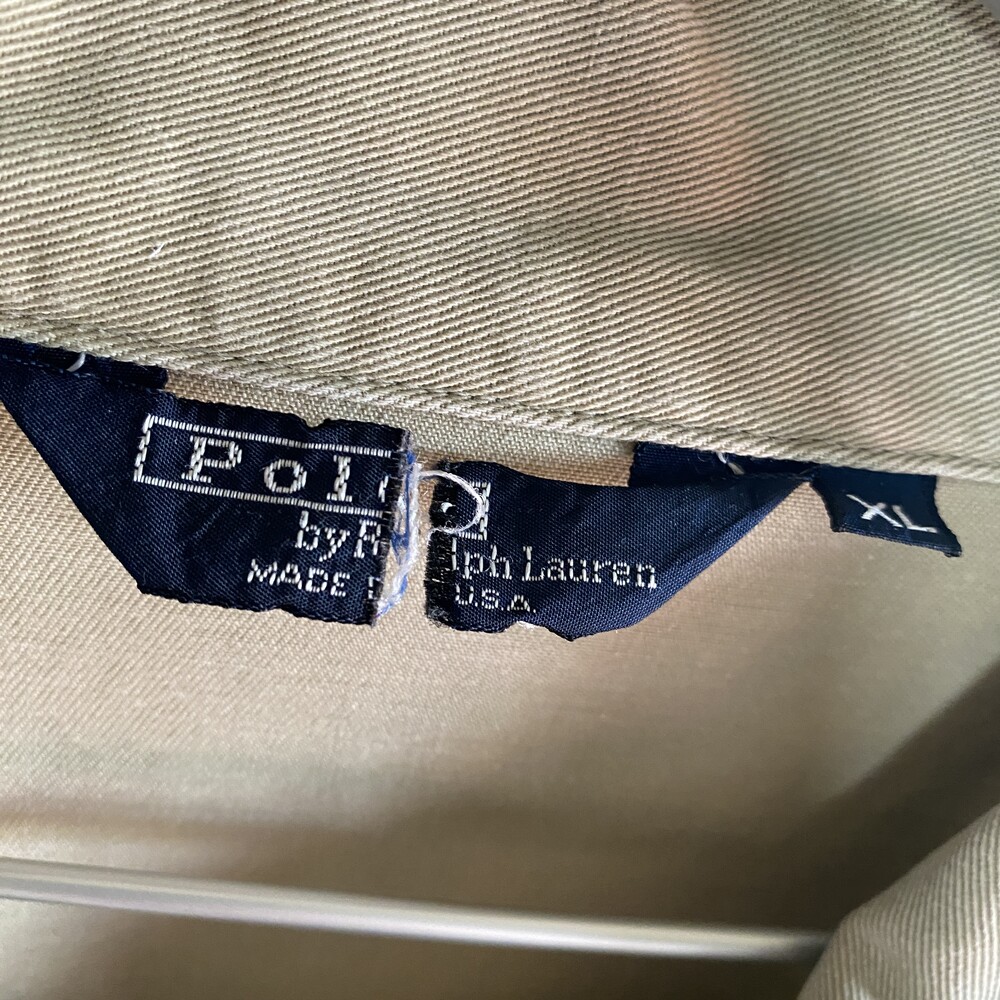 Pol
by R lph Lauren
MADE U.S.A.
XL